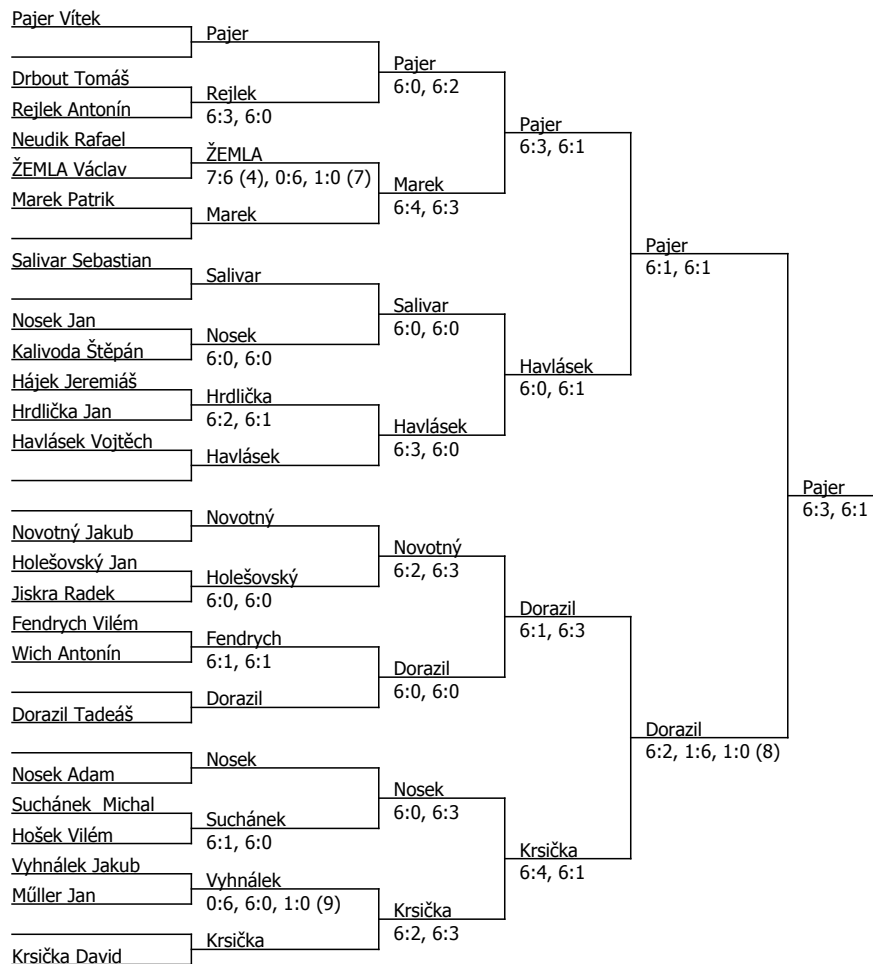 Pajer Vítek
Pajer
Pajer
6:0, 6:2
Drbout Tomáš
Rejlek
6:3, 6:0
Rejlek Antonín
Pajer
6:3, 6:1
Neudik Rafael
ŽEMLA
7:6 (4), 0:6, 1:0 (7)
ŽEMLA Václav
Marek
6:4, 6:3
Marek Patrik
Marek
Pajer
6:1, 6:1
Salivar Sebastian
Salivar
Salivar
6:0, 6:0
Nosek Jan
Nosek
6:0, 6:0
Kalivoda Štěpán
Havlásek
6:0, 6:1
Hájek Jeremiáš
Hrdlička
6:2, 6:1
Hrdlička Jan
Havlásek
6:3, 6:0
Havlásek Vojtěch
Havlásek
Pajer
6:3, 6:1
Novotný
Novotný Jakub
Novotný
6:2, 6:3
Holešovský Jan
Holešovský
6:0, 6:0
Jiskra Radek
Dorazil
6:1, 6:3
Fendrych Vilém
Fendrych
6:1, 6:1
Wich Antonín
Dorazil
6:0, 6:0
Dorazil
Dorazil Tadeáš
Dorazil
6:2, 1:6, 1:0 (8)
Nosek
Nosek Adam
Nosek
6:0, 6:3
Suchánek  Michal
Suchánek
6:1, 6:0
Hošek Vilém
Krsička
6:4, 6:1
Vyhnálek Jakub
Vyhnálek
0:6, 6:0, 1:0 (9)
Műller Jan
Krsička
6:2, 6:3
Krsička
Krsička David